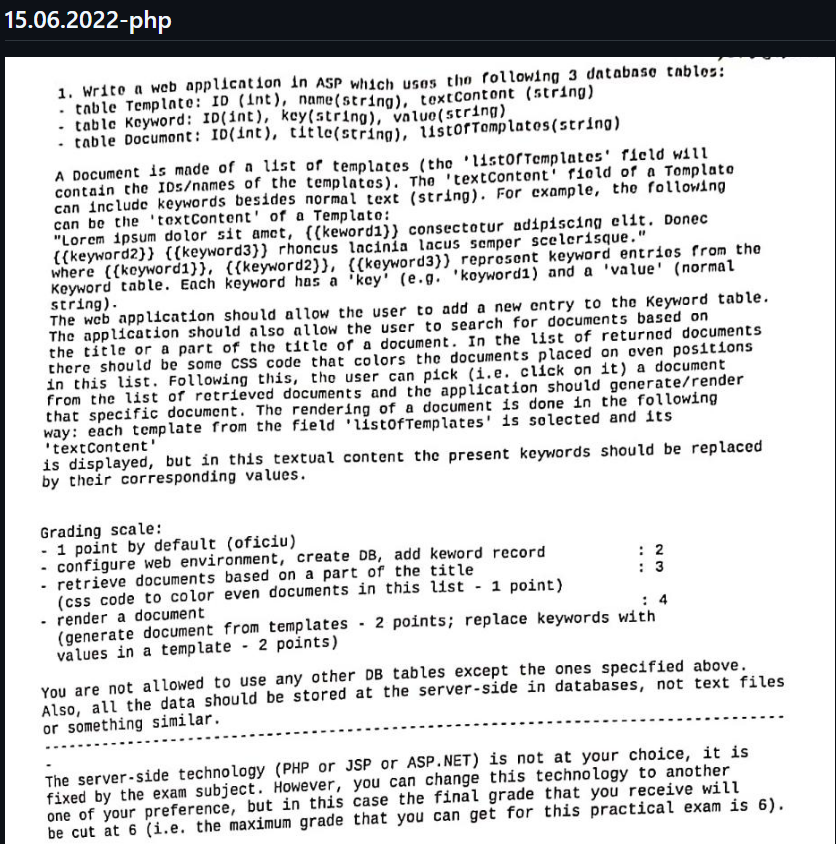 15.06.2022-php
1. Write a web application in ASP which uses the following 3 database tables:
- table Template: ID (int), name(string), textContent (string)
- table Keyword: ID(int), key(string), value(string)
- table Document: ID(int), title(string), listOfTemplates(string)
A Document is made of a list of templates (the 'listOfTemplates' field will
contain the IDs/names of the templates). The 'textContent' field of a Template
can include keywords besides normal text (string). For example, the following
can be the 'textContent' of a Template:
"Lorem ipsum dolor sit amet, {{keword1}} consectetur adipiscing elit. Donec
{{keyword2}} {{keyword3}} rhoncus lacinia lacus semper scelerisque."
where {{keyword1}}, {{keyword2}}, {{keyword3}} represent keyword entries from the
Keyword table. Each keyword has a 'key' (e.g. 'keyword1) and a 'value' (normal
string).
The web application should allow the user to add a new entry to the Keyword table.
The application should also allow the user to search for documents based on
the title or a part of the title of a document. In the list of returned documents
there should be some CSS code that colors the documents placed on even positions
in this list. Following this, the user can pick (i.e. click on it) a document
from the list of retrieved documents and the application should generate/render
that specific document. The rendering of a document is done in the following
way: each template from the field 'listOfTemplates' is selected and its
'textContent'
is displayed, but in this textual content the present keywords should be replaced
by their corresponding values.
Grading scale:
- 1 point by default (oficiu)
- configure web environment, create DB, add keword record : 2
- retrieve documents based on a part of the title : 3
(css code to color even documents in this list - 1 point)
- render a document : 4
(generate document from templates - 2 points; replace keywords with
values in a template - 2 points)
You are not allowed to use any other DB tables except the ones specified above.
Also, all the data should be stored at the server-side in databases, not text files
or something similar.
-------------------------------------------------------------------------------
-
The server-side technology (PHP or JSP or ASP.NET) is not at your choice, it is
fixed by the exam subject. However, you can change this technology to another
one of your preference, but in this case the final grade that you receive will
be cut at 6 (i.e. the maximum grade that you can get for this practical exam is 6).